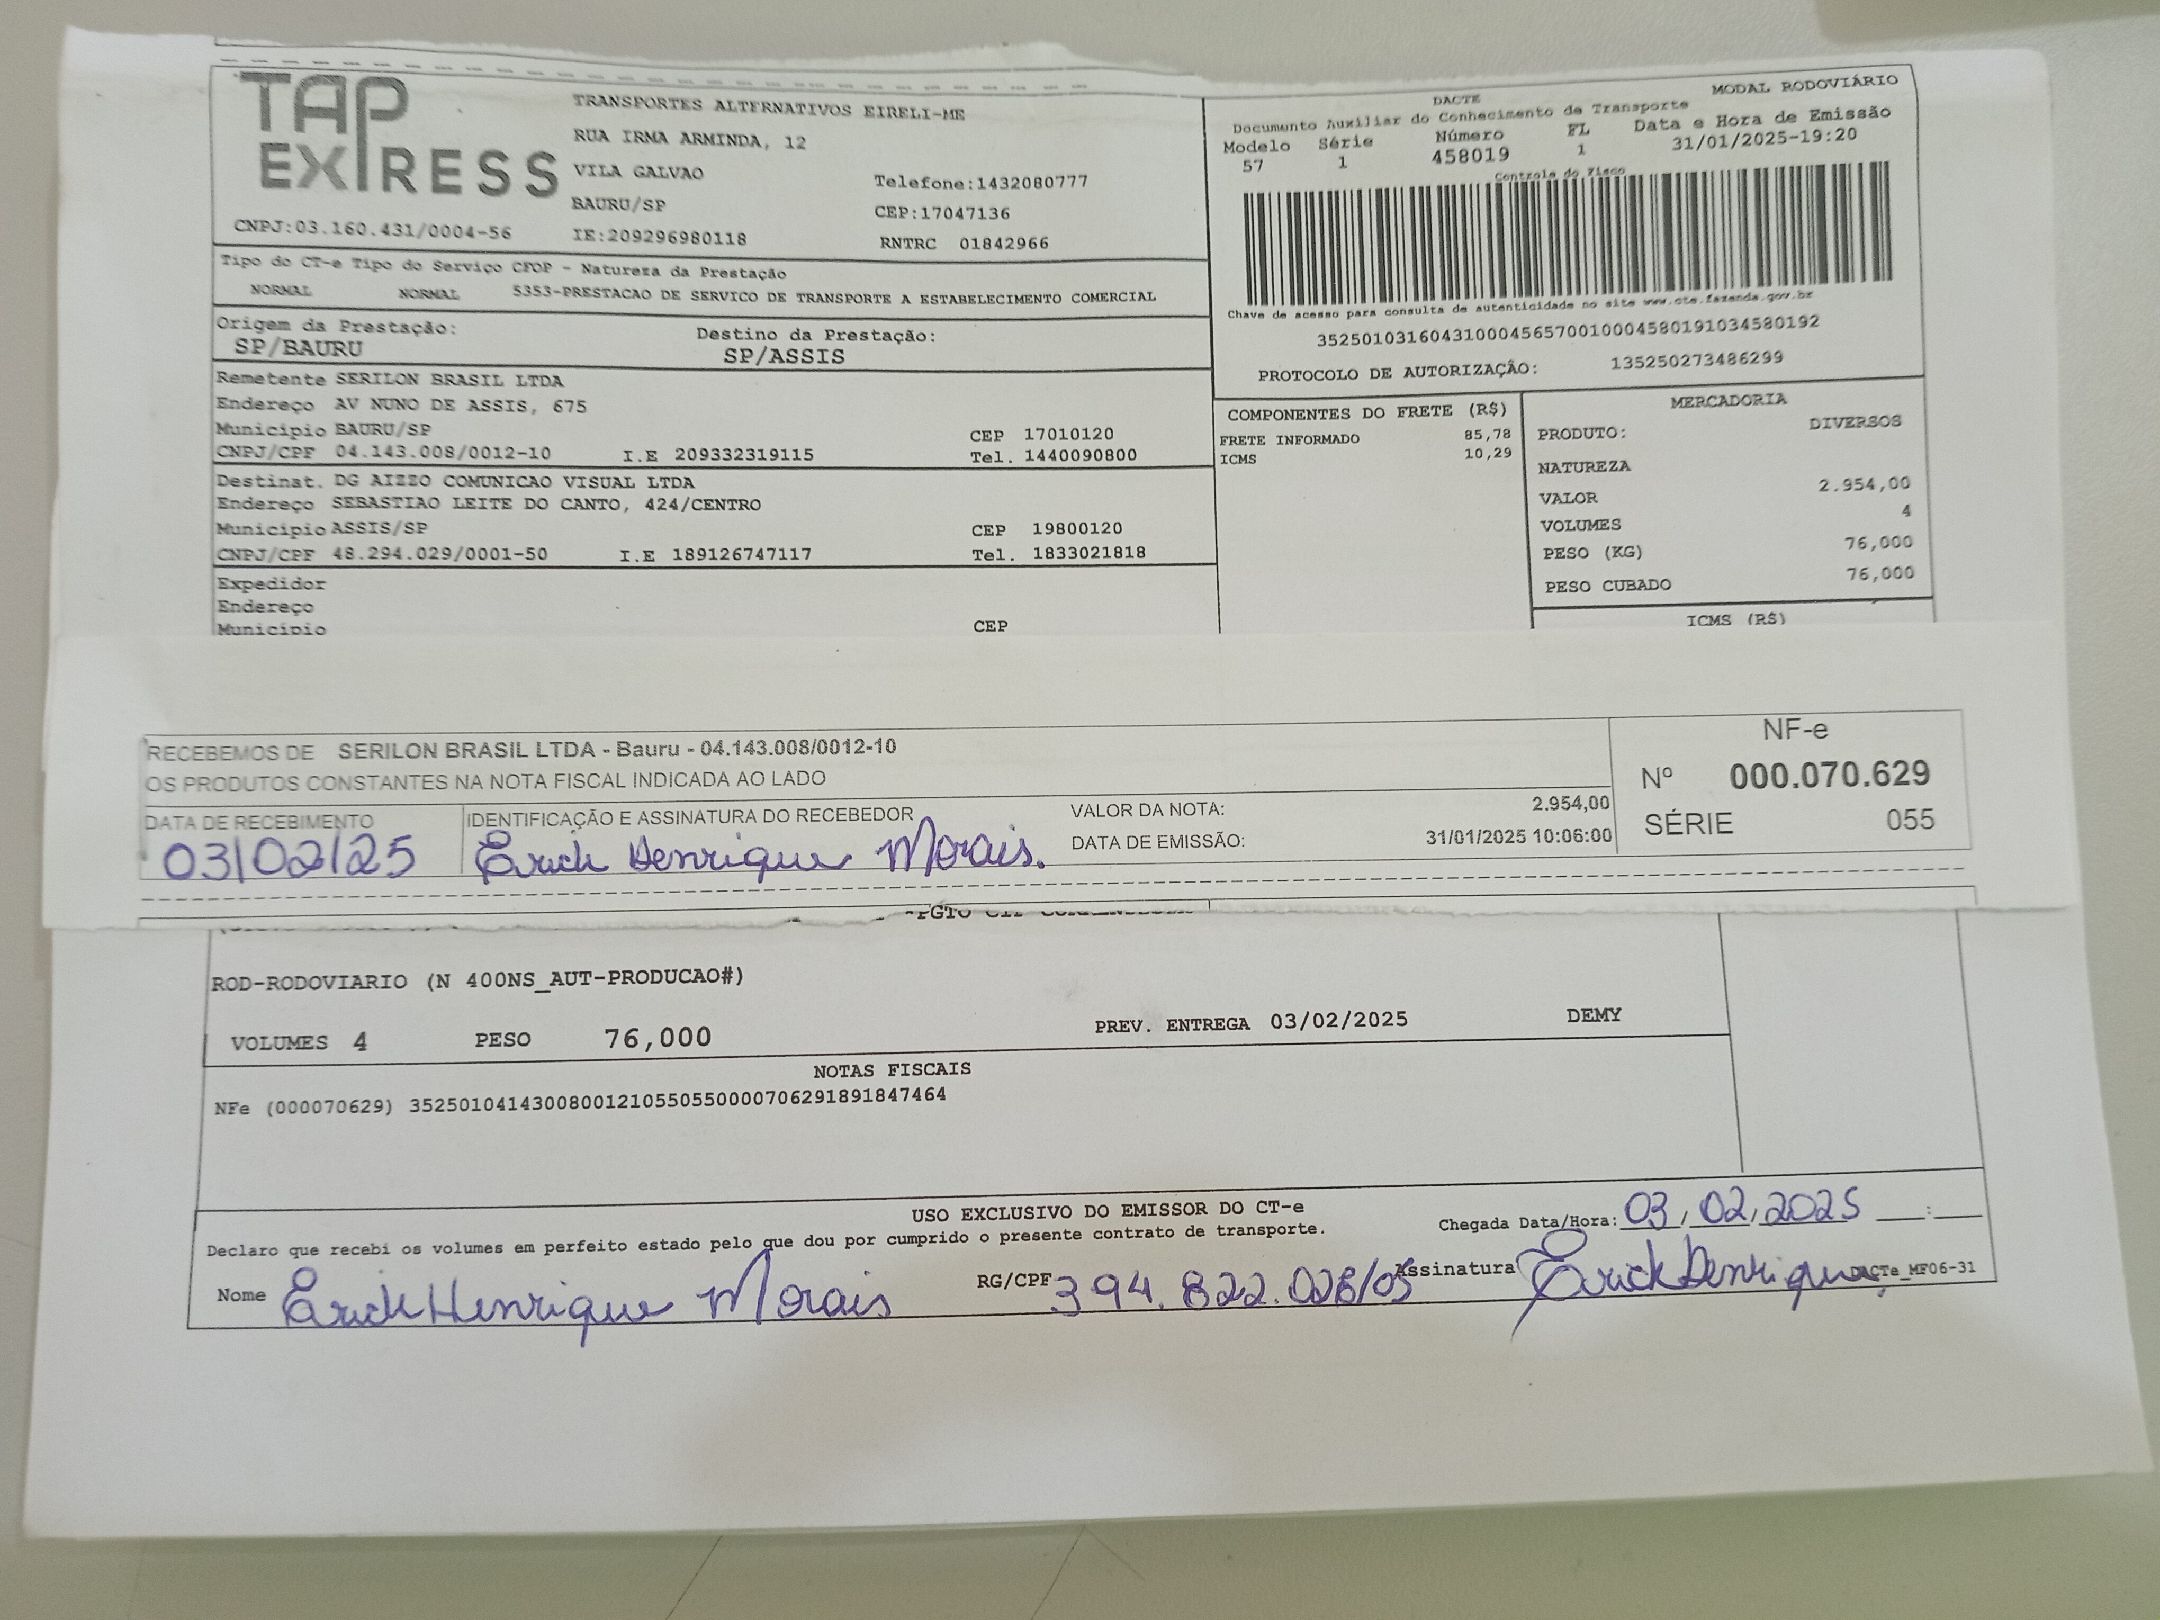 TAP EXPRESS
TRANSPORTES ALTERNATIVOS EIRELI-ME
RUA IRMA ARMINDA, 12
VILA GALVAO
Telefone:1432080777
BAURU/SP
CEP:17047136
CNPJ:03.160.431/0004-56
IE:209296980118
RNTRC 01842966
MODAL RODOVIÁRIO
DACTE
Documento Auxiliar do Conhecimento de Transporte
Modelo Série Número FL Data e Hora de Emissão
57 1 458019 1 31/01/2025-19:20
Controle do Fisco
Chave de acesso para consulta de autenticidade no site www.cte.fazenda.gov.br
35250103160431000456570010004580191034580192
PROTOCOLO DE AUTORIZAÇÃO: 135250273486299
Tipo do CT-e Tipo do Serviço CFOP - Natureza da Prestação
NORMAL NORMAL 5353-PRESTACAO DE SERVICO DE TRANSPORTE A ESTABELECIMENTO COMERCIAL
Origem da Prestação: Destino da Prestação:
SP/BAURU SP/ASSIS
Remetente SERILON BRASIL LTDA
Endereço AV NUNO DE ASSIS, 675
Município BAURU/SP CEP 17010120
CNPJ/CPF 04.143.008/0012-10 I.E 209332319115 Tel. 1440090800
Destinat. DG AIZZO COMUNICAO VISUAL LTDA
Endereço SEBASTIAO LEITE DO CANTO, 424/CENTRO
Município ASSIS/SP CEP 19800120
CNPJ/CPF 48.294.029/0001-50 I.E 189126747117 Tel. 1833021818
Expedidor
Endereço
Município CEP
COMPONENTES DO FRETE (R$)
FRETE INFORMADO 85,78
ICMS 10,29
MERCADORIA
PRODUTO: DIVERSOS
NATUREZA
VALOR 2.954,00
VOLUMES 4
PESO (KG) 76,000
PESO CUBADO 76,000
ICMS (R$)
RECEBEMOS DE SERILON BRASIL LTDA - Bauru - 04.143.008/0012-10
OS PRODUTOS CONSTANTES NA NOTA FISCAL INDICADA AO LADO
DATA DE RECEBIMENTO
03/02/25
IDENTIFICAÇÃO E ASSINATURA DO RECEBEDOR
Erick Henrique Morais.
VALOR DA NOTA: 2.954,00
DATA DE EMISSÃO: 31/01/2025 10:06:00
NF-e
Nº 000.070.629
SÉRIE 055
ROD-RODOVIARIO (N 400NS_AUT-PRODUCAO#)
VOLUMES 4 PESO 76,000 PREV. ENTREGA 03/02/2025 DEMY
NOTAS FISCAIS
NFe (000070629) 35250104143008001210550550000706291891847464
USO EXCLUSIVO DO EMISSOR DO CT-e
Declaro que recebi os volumes em perfeito estado pelo que dou por cumprido o presente contrato de transporte.
Chegada Data/Hora: 03/02/2025 __:__
Nome Erick Henrique Morais RG/CPF 394.822.028/05 Assinatura Erick Henrique
DACTe_MF06-31